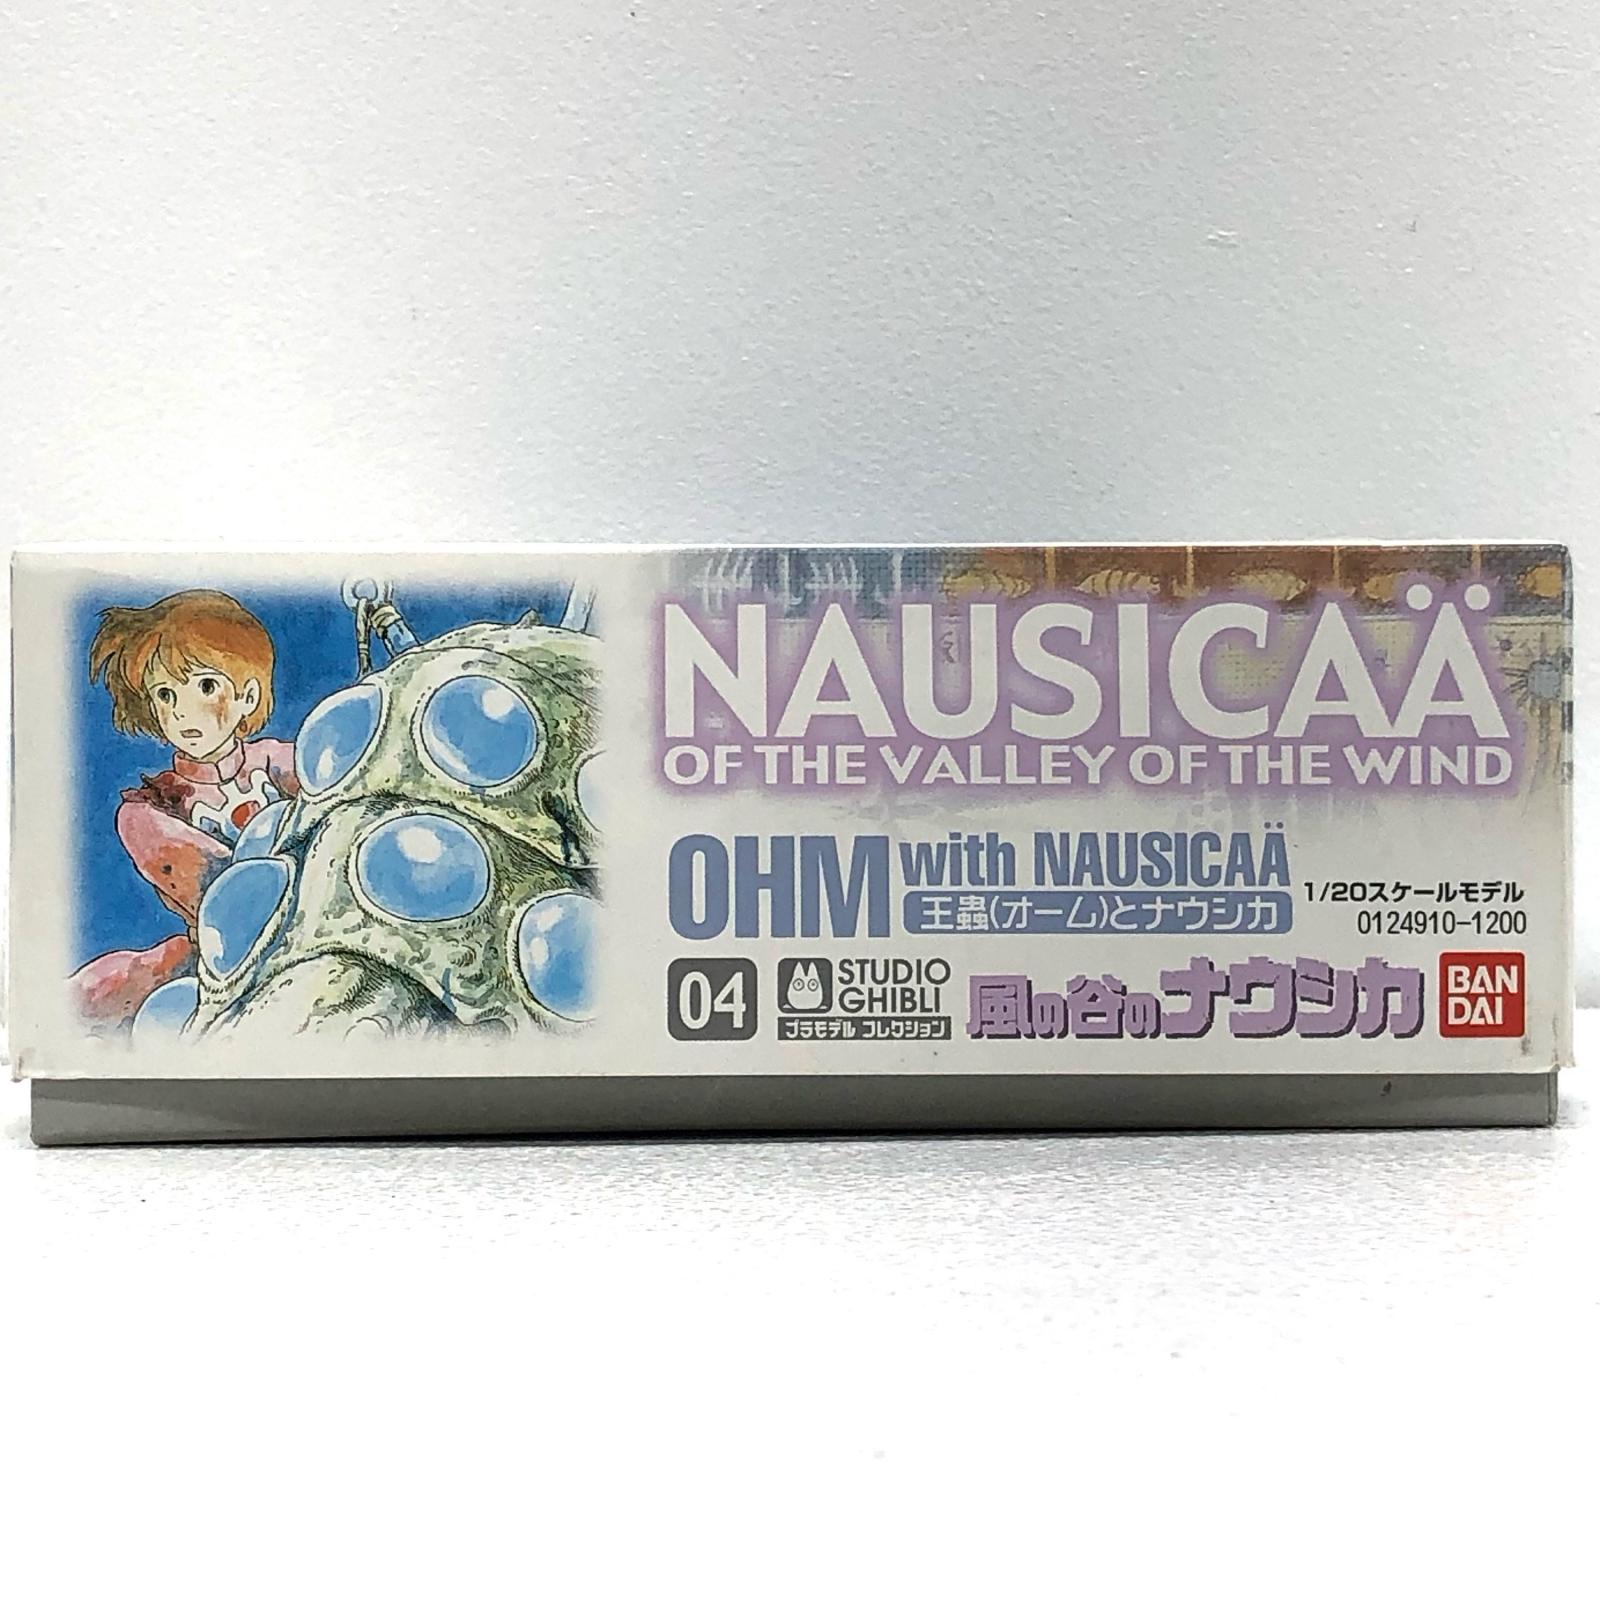 NAUSICAÄ
OF THE VALLEY OF THE WIND
OHM with NAUSICAÄ
王蟲(オーム)とナウシカ
1/20スケールモデル
0124910-1200
04
STUDIO
GHIBLI
プラモデル コレクション
風の谷のナウシカ
BAN
DAI